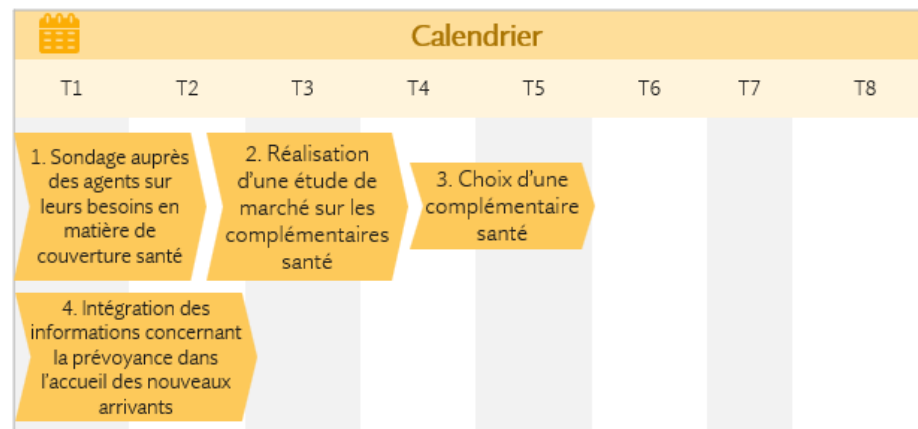 Calendrier
T1 T2 T3 T4 T5 T6 T7 T8
1. Sondage auprès
des agents sur
leurs besoins en
matière de
couverture santé
2. Réalisation
d’une étude de
marché sur les
complémentaires
santé
3. Choix d’une
complémentaire
santé
4. Intégration des
informations concernant
la prévoyance dans
l’accueil des nouveaux
arrivants